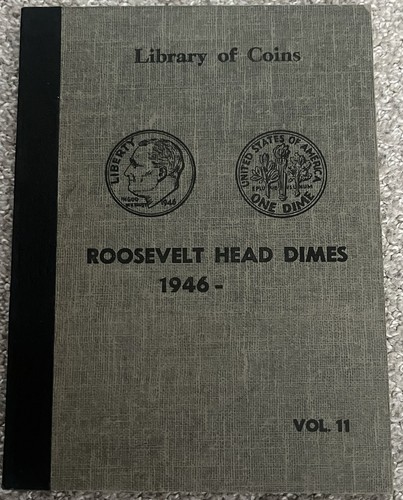 Library of Coins
LIBERTY
1946
UNITED STATES OF AMERICA
ONE DIME
ROOSEVELT HEAD DIMES
1946 -
VOL. 11